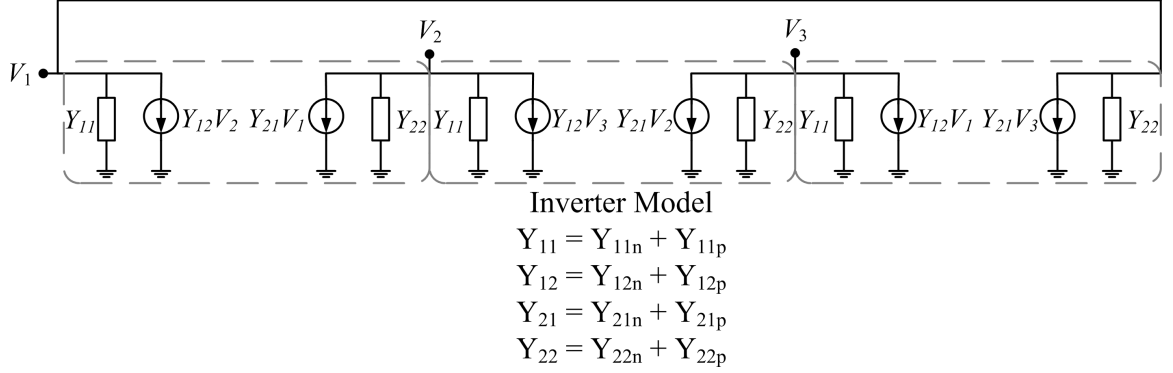 V₂
V₃
V₁
Y₁₁ Y₁₂V₂ Y₂₁V₁ Y₂₂ Y₁₁ Y₁₂V₃ Y₂₁V₂ Y₂₂ Y₁₁ Y₁₂V₁ Y₂₁V₃ Y₂₂
Inverter Model
Y₁₁ = Y₁₁ₙ + Y₁₁ₚ
Y₁₂ = Y₁₂ₙ + Y₁₂ₚ
Y₂₁ = Y₂₁ₙ + Y₂₁ₚ
Y₂₂ = Y₂₂ₙ + Y₂₂ₚ